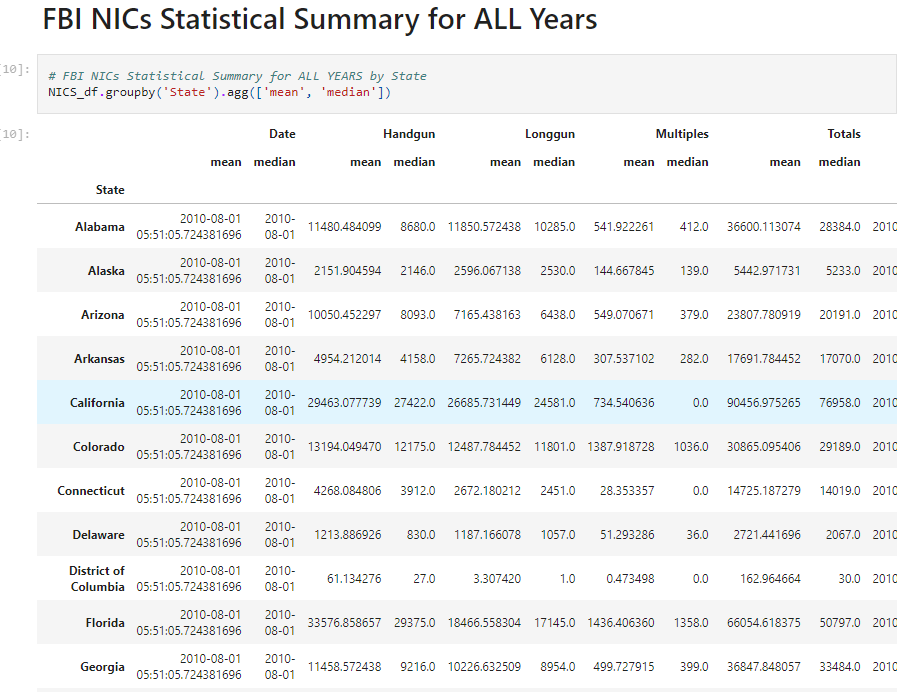 FBI NICs Statistical Summary for ALL Years
10]: # FBI NICs Statistical Summary for ALL YEARS by State
NICS_df.groupby('State').agg(['mean', 'median'])
10]: Date Handgun Longgun Multiples Totals
mean median mean median mean median mean median mean median
State
Alabama 2010-08-01 05:51:05.724381696 2010-08-01 11480.484099 8680.0 11850.572438 10285.0 541.922261 412.0 36600.113074 28384.0 2010
Alaska 2010-08-01 05:51:05.724381696 2010-08-01 2151.904594 2146.0 2596.067138 2530.0 144.667845 139.0 5442.971731 5233.0 2010
Arizona 2010-08-01 05:51:05.724381696 2010-08-01 10050.452297 8093.0 7165.438163 6438.0 549.070671 379.0 23807.780919 20191.0 2010
Arkansas 2010-08-01 05:51:05.724381696 2010-08-01 4954.212014 4158.0 7265.724382 6128.0 307.537102 282.0 17691.784452 17070.0 2010
California 2010-08-01 05:51:05.724381696 2010-08-01 29463.077739 27422.0 26685.731449 24581.0 734.540636 0.0 90456.975265 76958.0 2010
Colorado 2010-08-01 05:51:05.724381696 2010-08-01 13194.049470 12175.0 12487.784452 11801.0 1387.918728 1036.0 30865.095406 29189.0 2010
Connecticut 2010-08-01 05:51:05.724381696 2010-08-01 4268.084806 3912.0 2672.180212 2451.0 28.353357 0.0 14725.187279 14019.0 2010
Delaware 2010-08-01 05:51:05.724381696 2010-08-01 1213.886926 830.0 1187.166078 1057.0 51.293286 36.0 2721.441696 2067.0 2010
District of Columbia 2010-08-01 05:51:05.724381696 2010-08-01 61.134276 27.0 3.307420 1.0 0.473498 0.0 162.964664 30.0 2010
Florida 2010-08-01 05:51:05.724381696 2010-08-01 33576.858657 29375.0 18466.558304 17145.0 1436.406360 1358.0 66054.618375 50797.0 2010
Georgia 2010-08-01 05:51:05.724381696 2010-08-01 11458.572438 9216.0 10226.632509 8954.0 499.727915 399.0 36847.848057 33484.0 2010